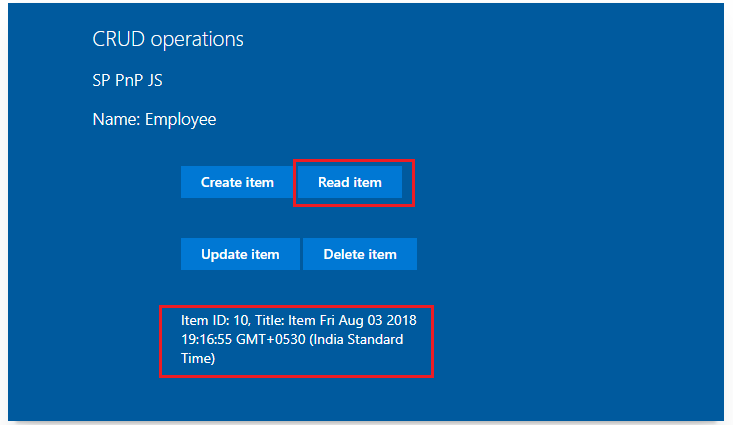 CRUD operations
SP PnP JS
Name: Employee
Create item
Read item
Update item
Delete item
Item ID: 10, Title: Item Fri Aug 03 2018
19:16:55 GMT+0530 (India Standard
Time)